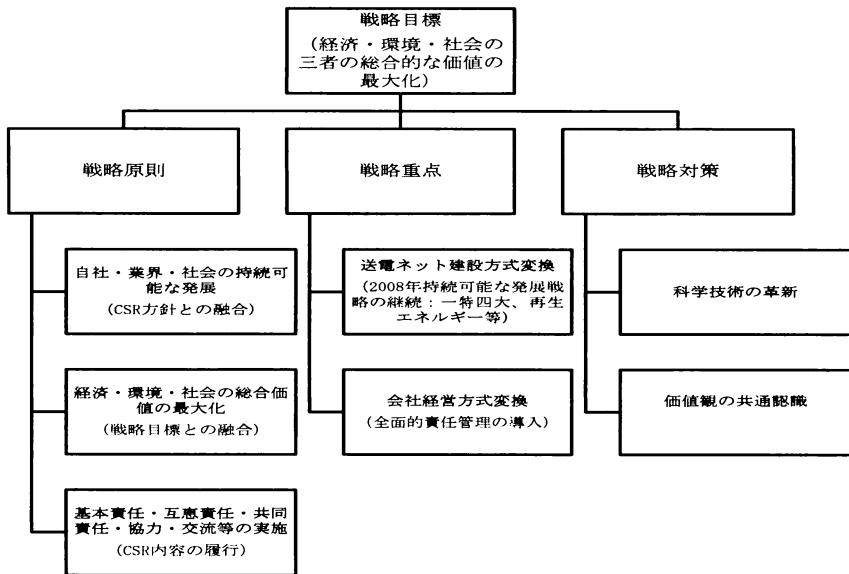 戦略目標
（経済・環境・社会の
三者の総合的な価値の
最大化）
戦略原則
戦略重点
戦略対策
自社・業界・社会の持続可
能な発展
(CSR方針との融合)
経済・環境・社会の総合価
値の最大化
(戦略目標との融合)
基本責任・互恵責任・共同
責任・協力・交流等の実施
(CSR内容の履行)
送電ネット建設方式変換
(2008年持続可能な発展戦
略の継続：一特四大、再生
エネルギー等)
会社経営方式変換
(全面的責任管理の導入)
科学技術の革新
価値観の共通認識